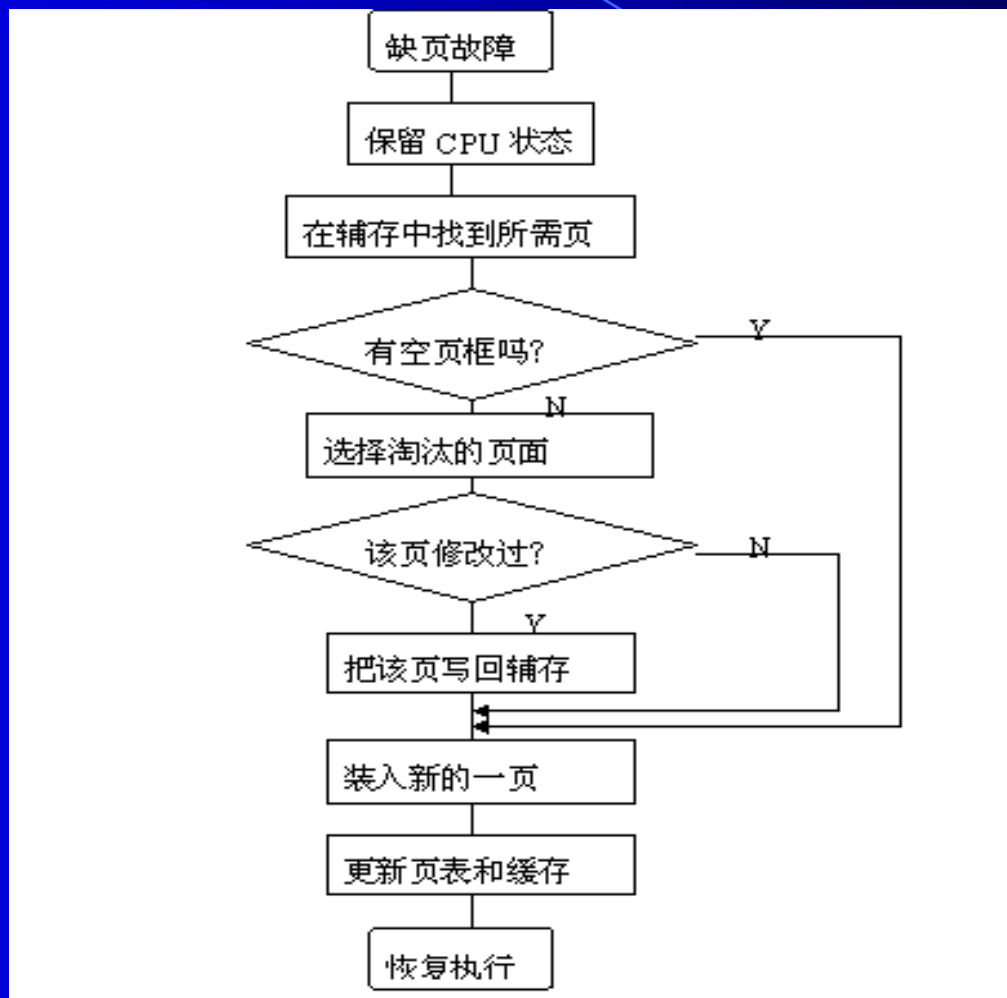 缺页故障
保留 CPU 状态
在辅存中找到所需页
有空页框吗?
Y
N
选择淘汰的页面
该页修改过?
N
Y
把该页写回辅存
装入新的一页
更新页表和缓存
恢复执行